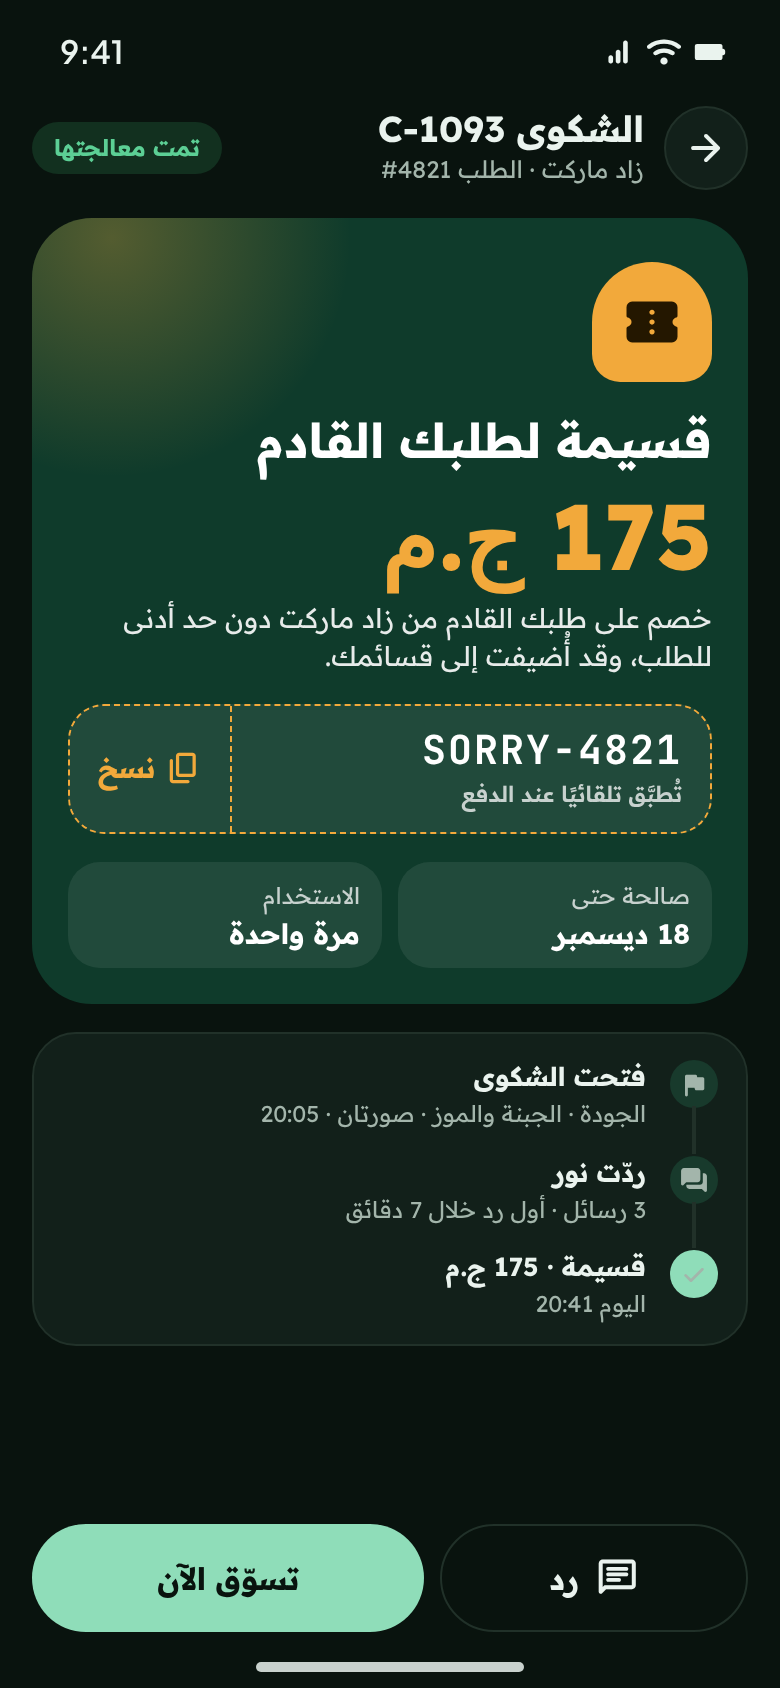 9:41
الشكوى C-1093
زاد ماركت · الطلب 4821#
تمت معالجتها
قسيمة لطلبك القادم
175 ج.م
خصم على طلبك القادم من زاد ماركت دون حد أدنى
للطلب، وقد أُضيفت إلى قسائمك.
SORRY-4821
تُطبَّق تلقائيًا عند الدفع
نسخ
صالحة حتى
18 ديسمبر
الاستخدام
مرة واحدة
فتحت الشكوى
الجودة · الجبنة والموز · صورتان · 20:05
ردّت نور
3 رسائل · أول رد خلال 7 دقائق
قسيمة · 175 ج.م
اليوم 20:41
رد
تسوّق الآن